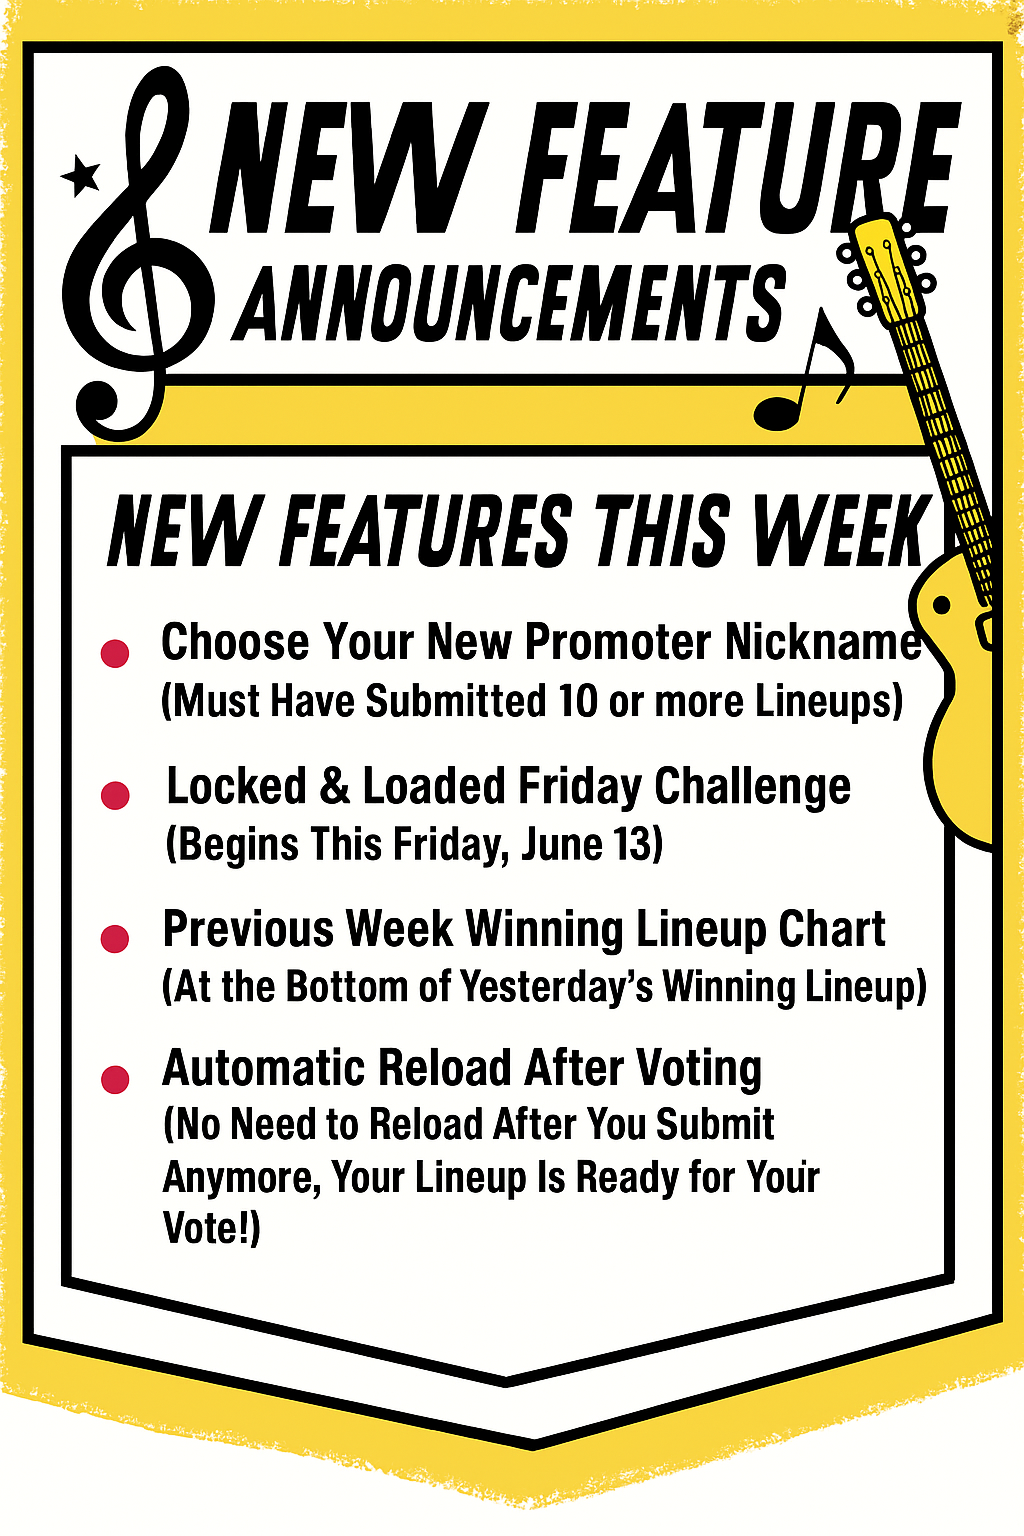 NEW FEATURE
ANNOUNCEMENTS
NEW FEATURES THIS WEEK
Choose Your New Promoter Nickname
(Must Have Submitted 10 or more Lineups)
Locked & Loaded Friday Challenge
(Begins This Friday, June 13)
Previous Week Winning Lineup Chart
(At the Bottom of Yesterday’s Winning Lineup)
Automatic Reload After Voting
(No Need to Reload After You Submit
Anymore, Your Lineup Is Ready for Your
Vote!)